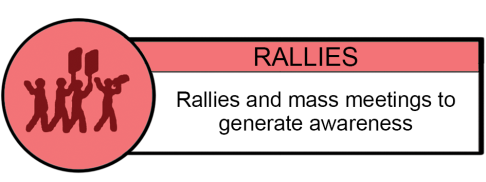 RALLIES
Rallies and mass meetings to
generate awareness